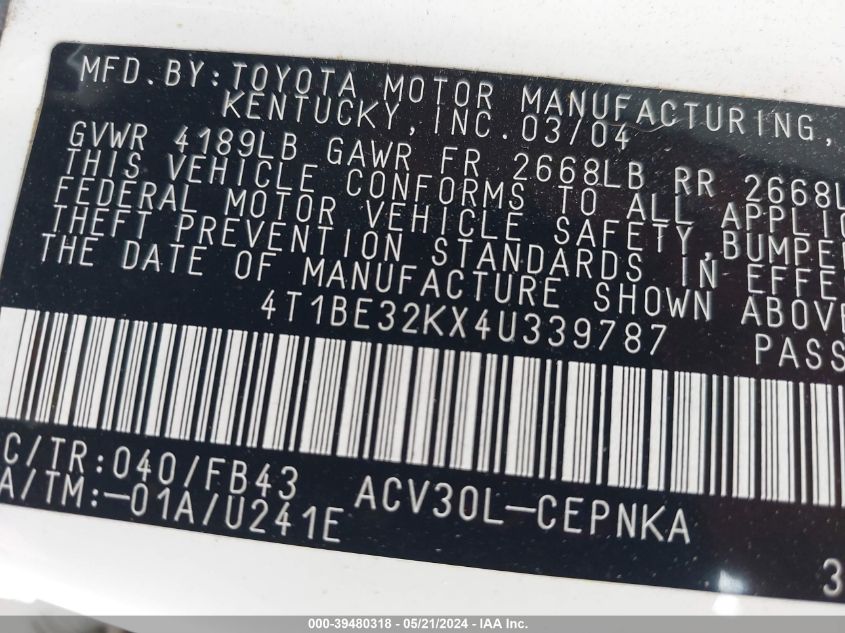 MFD.BY:TOYOTA MOTOR MANUFACTURING,
KENTUCKY,INC.03/04
GVWR 4189LB GAWR FR 2668LB RR 2668L
THIS VEHICLE CONFORMS TO ALL APPLIC
FEDERAL MOTOR VEHICLE SAFETY,BUMPE
THEFT PREVENTION STANDARDS IN EFFE
THE DATE OF MANUFACTURE SHOWN ABOVE
4T1BE32KX4U339787 PASS
C/TR:040/FB43 ACV30L-CEPNKA
A/TM:-01A/U241E
3
000-39480318 - 05/21/2024 - IAA Inc.